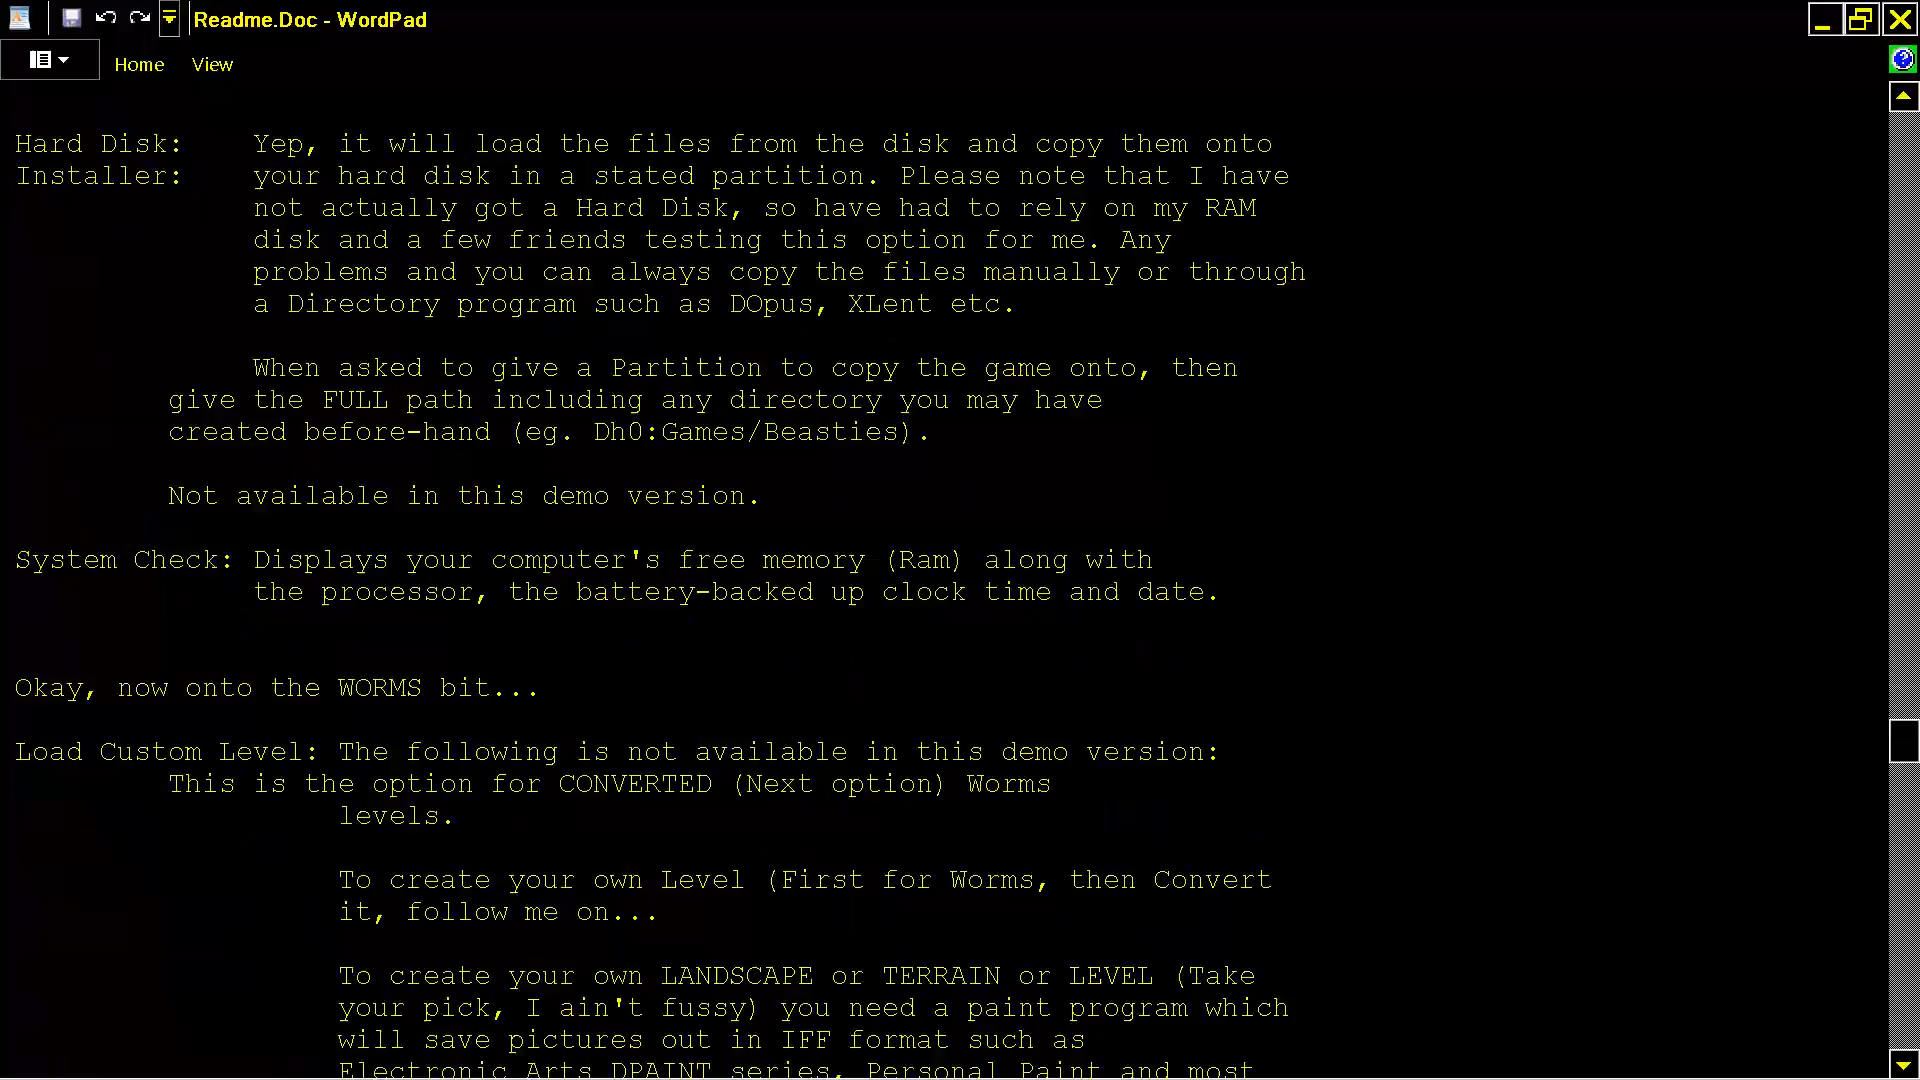 Readme.Doc - WordPad
Home View
Hard Disk: Yep, it will load the files from the disk and copy them onto
Installer: your hard disk in a stated partition. Please note that I have
not actually got a Hard Disk, so have had to rely on my RAM
disk and a few friends testing this option for me. Any
problems and you can always copy the files manually or through
a Directory program such as DOpus, XLent etc.
When asked to give a Partition to copy the game onto, then
give the FULL path including any directory you may have
created before-hand (eg. Dh0:Games/Beasties).
Not available in this demo version.
System Check: Displays your computer's free memory (Ram) along with
the processor, the battery-backed up clock time and date.
Okay, now onto the WORMS bit...
Load Custom Level: The following is not available in this demo version:
This is the option for CONVERTED (Next option) Worms
levels.
To create your own Level (First for Worms, then Convert
it, follow me on...
To create your own LANDSCAPE or TERRAIN or LEVEL (Take
your pick, I ain't fussy) you need a paint program which
will save pictures out in IFF format such as
Electronic Arts DPAINT series, Personal Paint and most